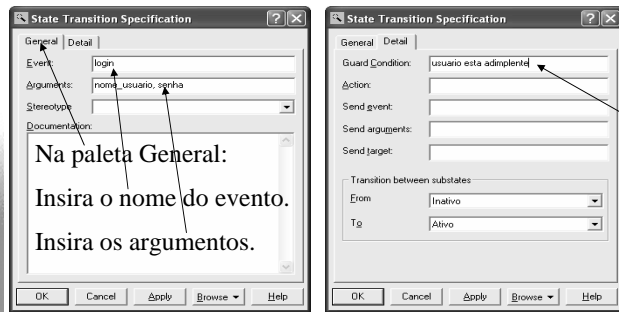 State Transition Specification
General
Detail
Event:
login
Arguments:
nome_usuario, senha
Stereotype
Documentation:
Na paleta General:
Insira o nome do evento.
Insira os argumentos.
OK
Cancel
Apply
Browse
Help
State Transition Specification
General
Detail
Guard Condition:
usuario esta adimplente
Action:
Send event:
Send arguments:
Send target:
Transition between substates
From
Inativo
To
Ativo
OK
Cancel
Apply
Browse
Help